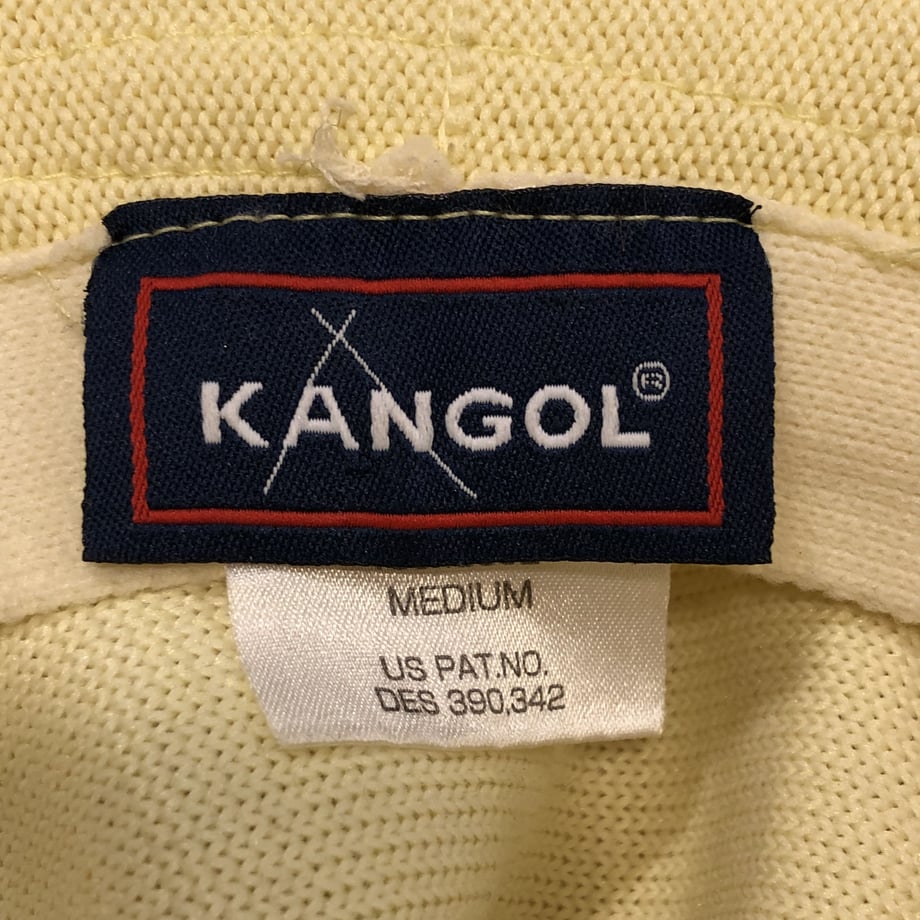 KANGOL®
MEDIUM
US PAT.NO.
DES 390,342